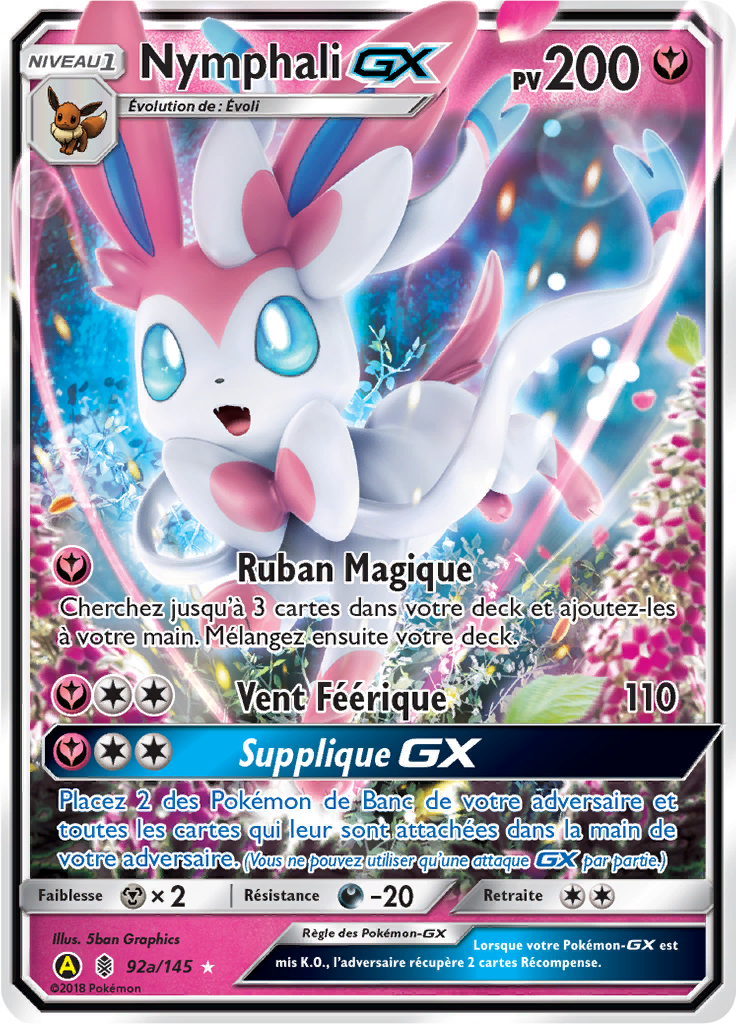 NIVEAU 1
Nymphali GX
PV 200
Évolution de : Évoli
Ruban Magique
Cherchez jusqu'à 3 cartes dans votre deck et ajoutez-les
à votre main. Mélangez ensuite votre deck.
Vent Féérique 110
Supplique GX
Placez 2 des Pokémon de Banc de votre adversaire et
toutes les cartes qui leur sont attachées dans la main de
votre adversaire. (Vous ne pouvez utiliser qu'une attaque GX par partie.)
Faiblesse × 2 Résistance -20 Retraite
Illus. 5ban Graphics
Règle des Pokémon-GX
Lorsque votre Pokémon-GX est
mis K.O., l'adversaire récupère 2 cartes Récompense.
A 92a/145
©2018 Pokémon